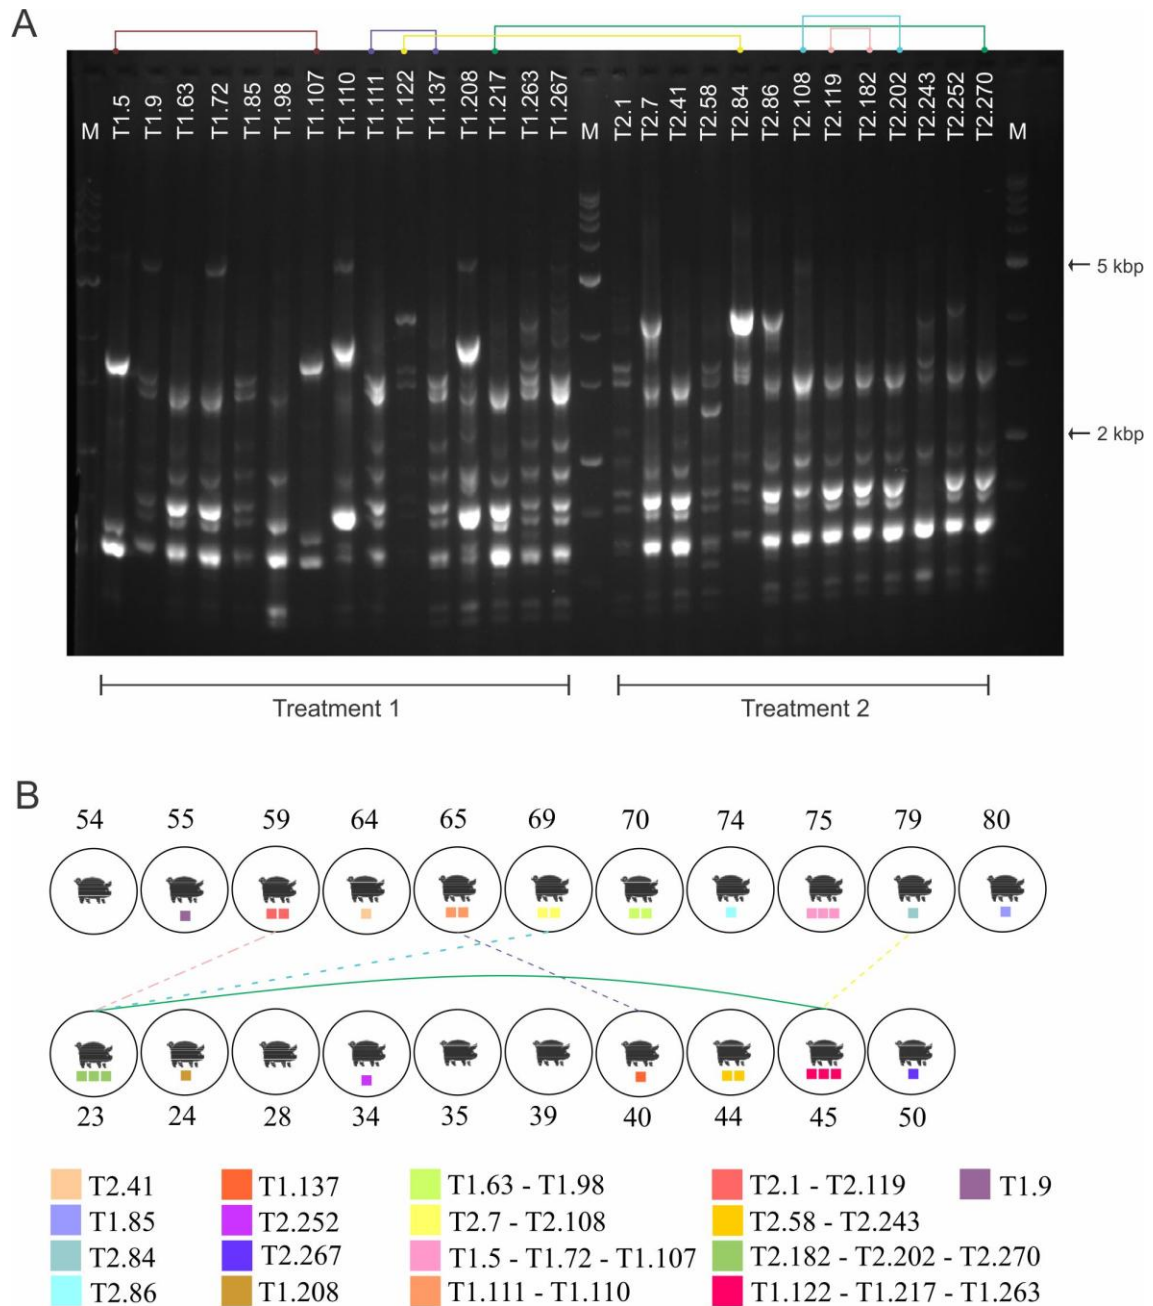 A
M T1.5 T1.9 T1.63 T1.72 T1.85 T1.98 T1.107 T1.110 T1.111 T1.122 T1.137 T1.208 T1.217 T1.263 T1.267 M T2.1 T2.7 T2.41 T2.58 T2.84 T2.86 T2.108 T2.119 T2.182 T2.202 T2.243 T2.252 T2.270 M
5 kbp
2 kbp
Treatment 1 Treatment 2
B
54 55 59 64 65 69 70 74 75 79 80
23 24 28 34 35 39 40 44 45 50
T2.41 T1.137 T1.63 - T1.98 T2.1 - T2.119 T1.9
T1.85 T2.252 T2.7 - T2.108 T2.58 - T2.243
T2.84 T2.267 T1.5 - T1.72 - T1.107 T2.182 - T2.202 - T2.270
T2.86 T1.208 T1.111 - T1.110 T1.122 - T1.217 - T1.263